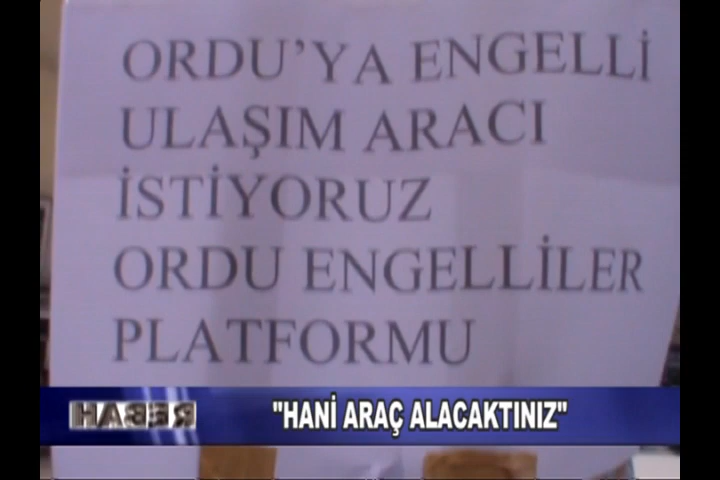 ORDU'YA ENGELLİ
ULAŞIM ARACI
İSTİYORUZ
ORDU ENGELLİLER
PLATFORMU
HABER "HANİ ARAÇ ALACAKTINIZ"